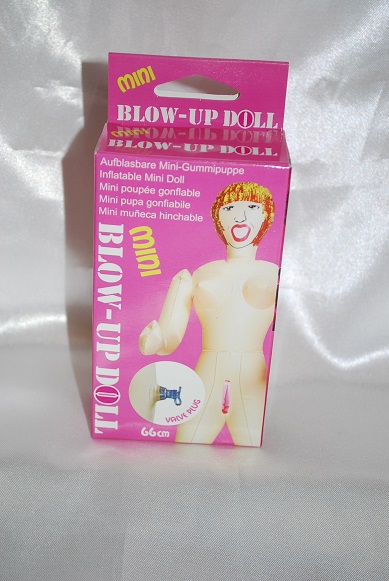 mini
BLOW-UP DOLL
mini
BLOW-UP DOLL
Aufblasbare Mini-Gummipuppe
Inflatable Mini Doll
Mini poupée gonflable
Mini pupa gonfiabile
Mini muñeca hinchable
mini
BLOW-UP DOLL
VALVE PLUG
66cm